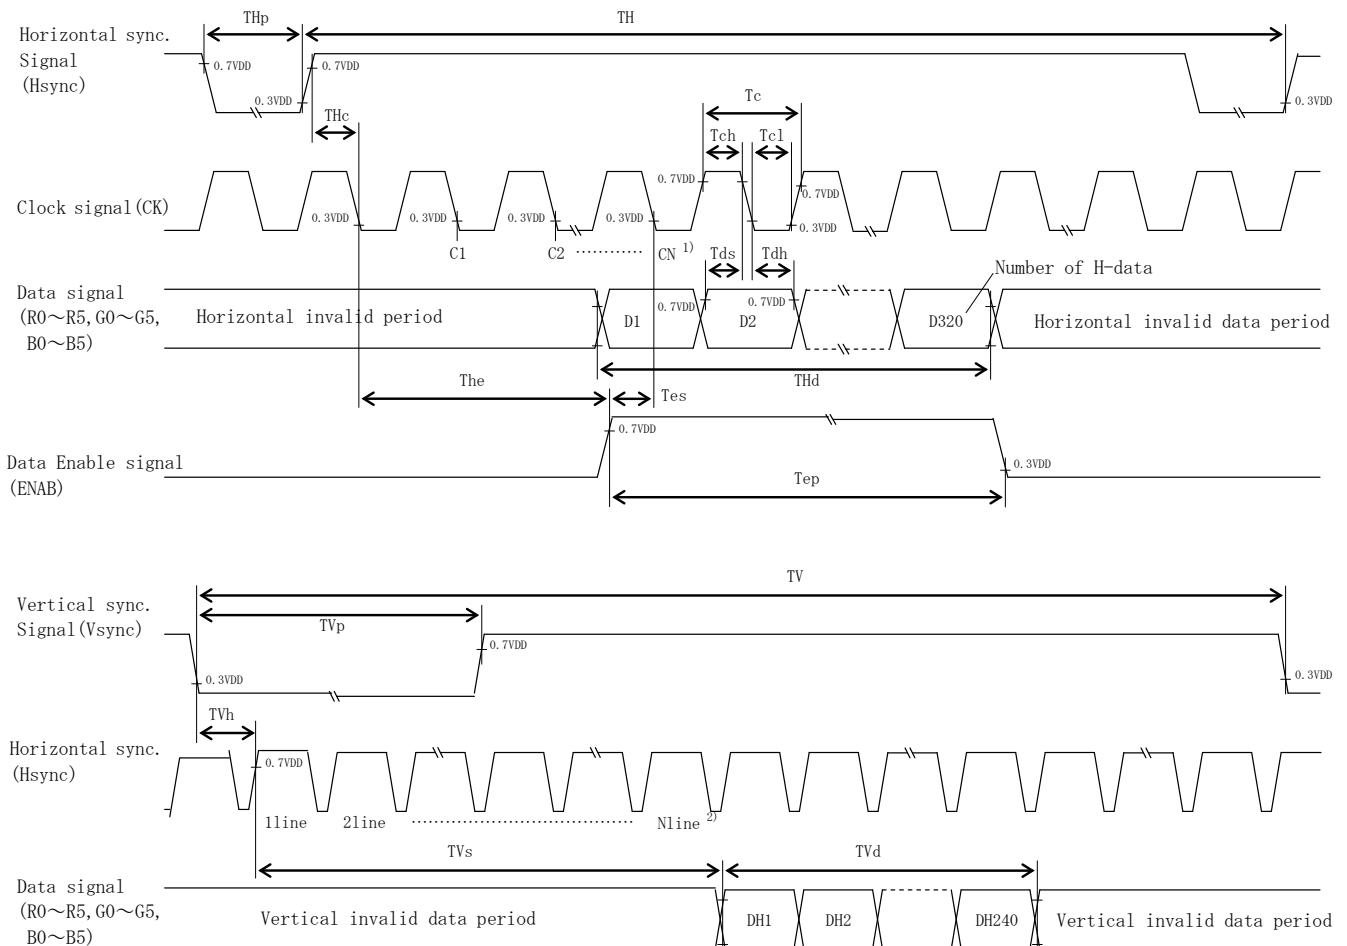 THp
TH
Horizontal sync.
Signal
(Hsync)
0.7VDD
0.7VDD
0.3VDD
0.3VDD
THc
Tc
Tch
Tcl
Clock signal(CK)
0.3VDD
0.3VDD
0.3VDD
0.3VDD
0.7VDD
0.7VDD
0.3VDD
C1
C2
CN 1)
Tds
Tdh
Number of H-data
Data signal
(R0～R5,G0～G5,
B0～B5)
Horizontal invalid period
D1
0.7VDD
D2
0.7VDD
D320
Horizontal invalid data period
The
THd
Tes
0.7VDD
Data Enable signal
(ENAB)
0.3VDD
Tep
TV
Vertical sync.
Signal(Vsync)
TVp
0.7VDD
0.3VDD
0.3VDD
TVh
Horizontal sync.
(Hsync)
0.7VDD
1line
2line
Nline 2)
TVs
TVd
Data signal
(R0～R5,G0～G5,
B0～B5)
Vertical invalid data period
DH1
DH2
DH240
Vertical invalid data period